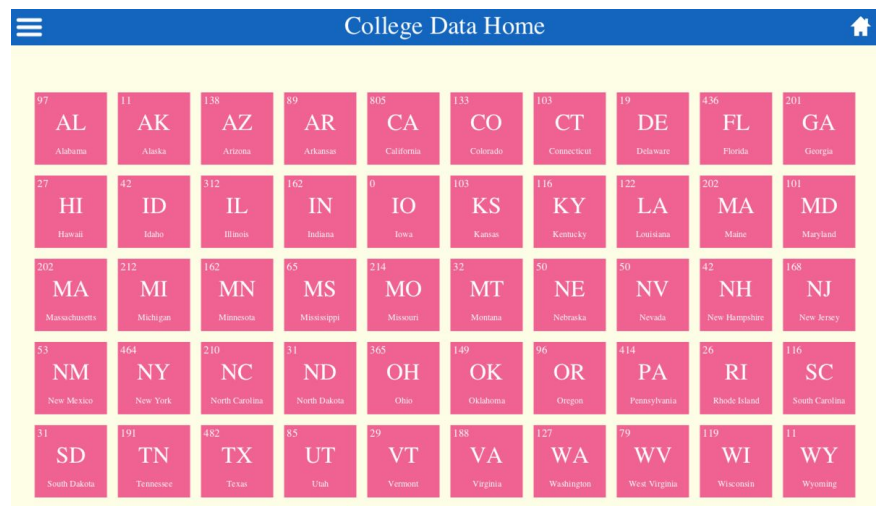 College Data Home
97 11 138 89 805 133 103 19 436 201
AL AK AZ AR CA CO CT DE FL GA
Alabama Alaska Arizona Arkansas California Colorado Connecticut Delaware Florida Georgia
27 42 312 162 0 103 116 122 202 101
HI ID IL IN IO KS KY LA MA MD
Hawaii Idaho Illinois Indiana Iowa Kansas Kentucky Louisiana Maine Maryland
202 212 162 65 214 32 50 50 42 168
MA MI MN MS MO MT NE NV NH NJ
Massachusetts Michigan Minnesota Mississippi Missouri Montana Nebraska Nevada New Hampshire New Jersey
53 464 210 31 365 149 96 414 26 116
NM NY NC ND OH OK OR PA RI SC
New Mexico New York North Carolina North Dakota Ohio Oklahoma Oregon Pennsylvania Rhode Island South Carolina
31 191 482 85 29 188 127 79 119 11
SD TN TX UT VT VA WA WV WI WY
South Dakota Tennessee Texas Utah Vermont Virginia Washington West Virginia Wisconsin Wyoming